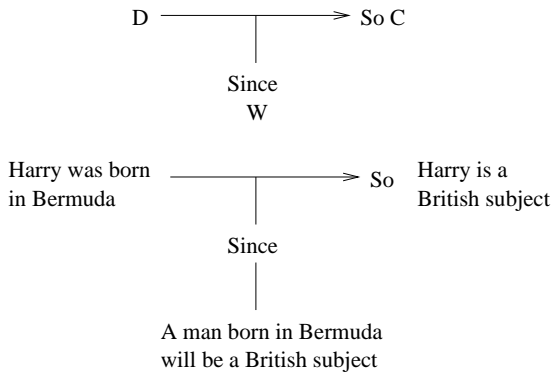 D So C
Since
W
Harry was born
in Bermuda
So
Harry is a
British subject
Since
A man born in Bermuda
will be a British subject